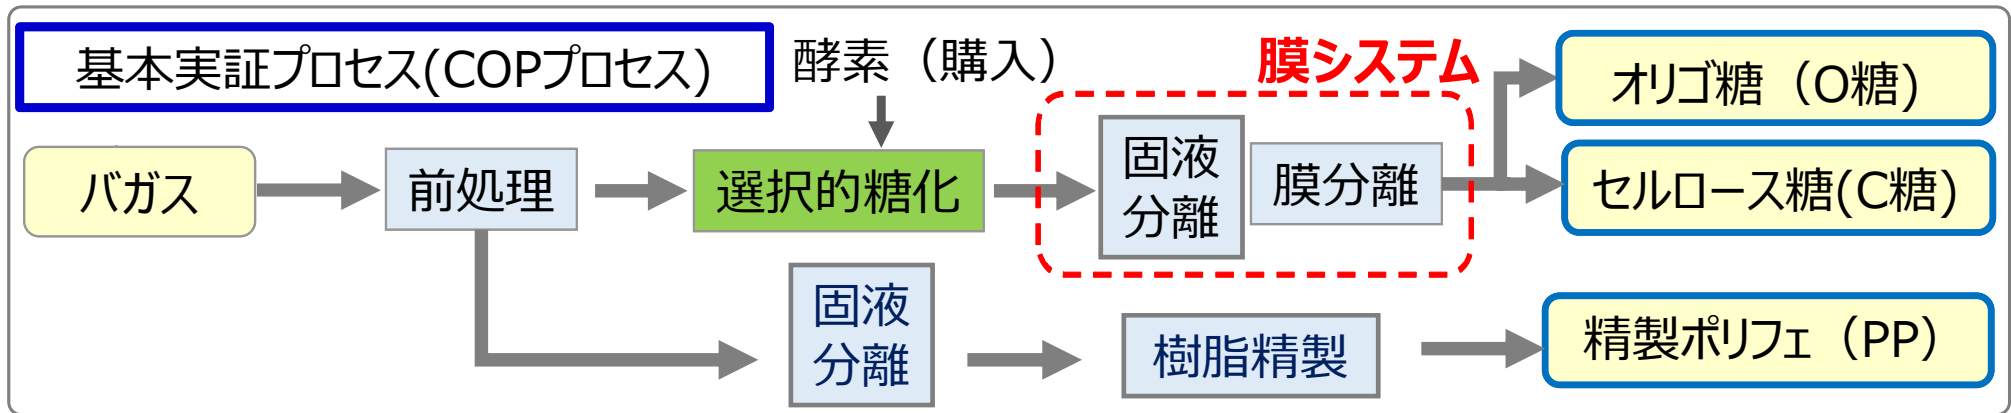 基本実証プロセス(COPプロセス)
酵素（購入）
膜システム
オリゴ糖（O糖)
バガス
前処理
選択的糖化
固液
分離
膜分離
セルロース糖(C糖)
固液
分離
樹脂精製
精製ポリフェ（PP）